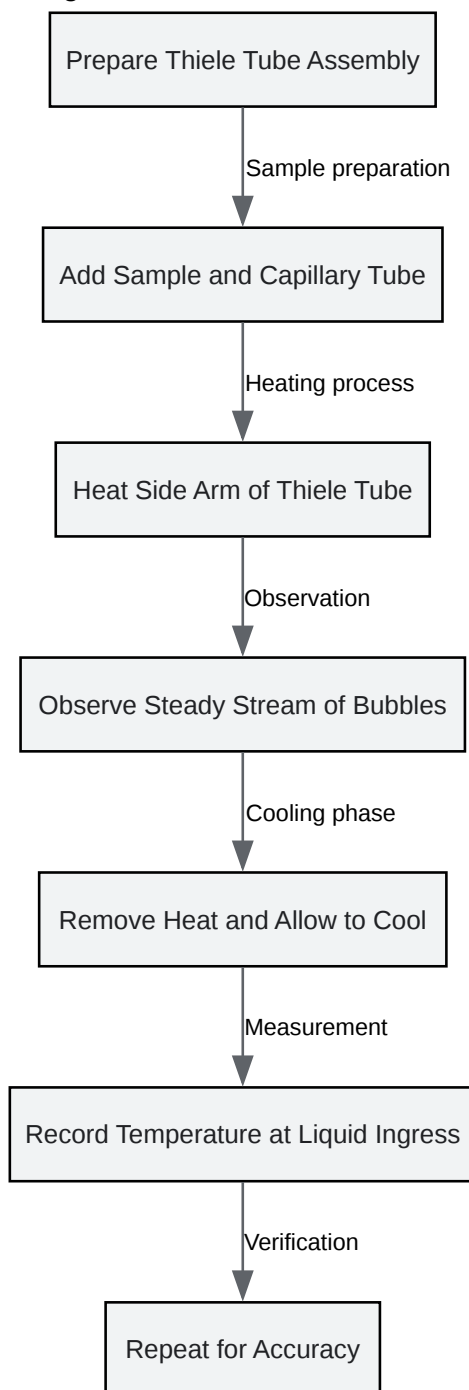 Prepare Thiele Tube Assembly
Sample preparation
Add Sample and Capillary Tube
Heating process
Heat Side Arm of Thiele Tube
Observation
Observe Steady Stream of Bubbles
Cooling phase
Remove Heat and Allow to Cool
Measurement
Record Temperature at Liquid Ingress
Verification
Repeat for Accuracy